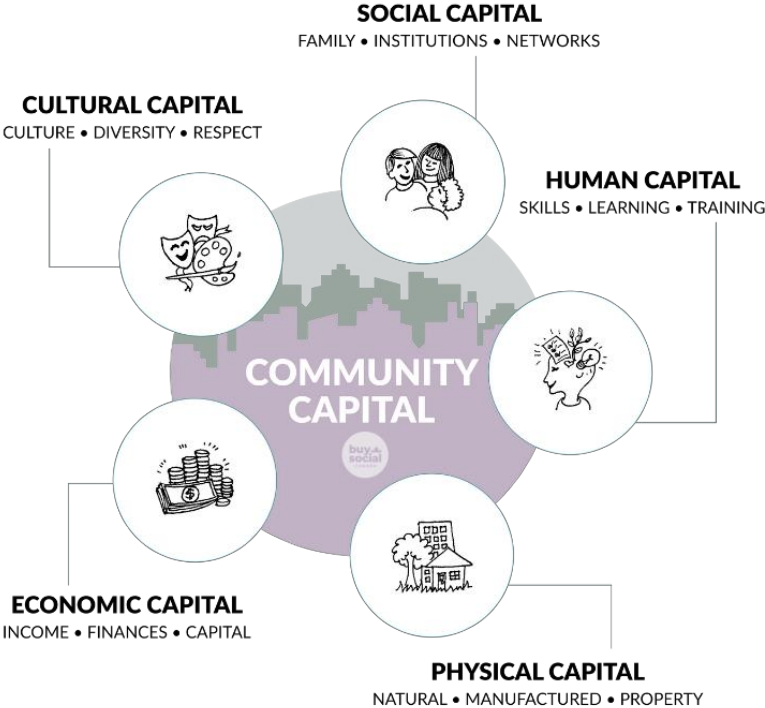 SOCIAL CAPITAL
FAMILY • INSTITUTIONS • NETWORKS
CULTURAL CAPITAL
CULTURE • DIVERSITY • RESPECT
HUMAN CAPITAL
SKILLS • LEARNING • TRAINING
COMMUNITY
CAPITAL
buy
social
$
ECONOMIC CAPITAL
INCOME • FINANCES • CAPITAL
PHYSICAL CAPITAL
NATURAL • MANUFACTURED • PROPERTY